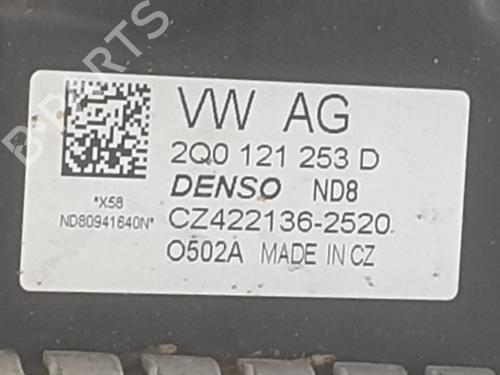 B-PARTS
VW AG
2Q0 121 253 D
DENSO ND8
*X58
ND80941640N*
CZ422136-2520
O502A MADE IN CZ